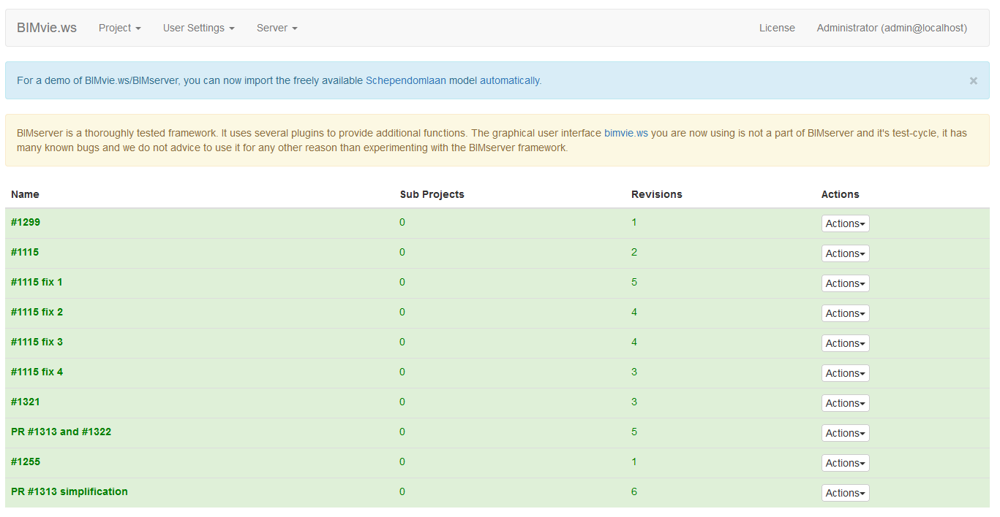 BIMvie.ws Project User Settings Server License Administrator (admin@localhost)
For a demo of BIMvie.ws/BIMserver, you can now import the freely available Schependomlaan model automatically. ×
BIMserver is a thoroughly tested framework. It uses several plugins to provide additional functions. The graphical user interface bimvie.ws you are now using is not a part of BIMserver and it's test-cycle, it has
many known bugs and we do not advice to use it for any other reason than experimenting with the BIMserver framework.
Name Sub Projects Revisions Actions
#1299 0 1 Actions
#1115 0 2 Actions
#1115 fix 1 0 5 Actions
#1115 fix 2 0 4 Actions
#1115 fix 3 0 4 Actions
#1115 fix 4 0 3 Actions
#1321 0 3 Actions
PR #1313 and #1322 0 5 Actions
#1255 0 1 Actions
PR #1313 simplification 0 6 Actions